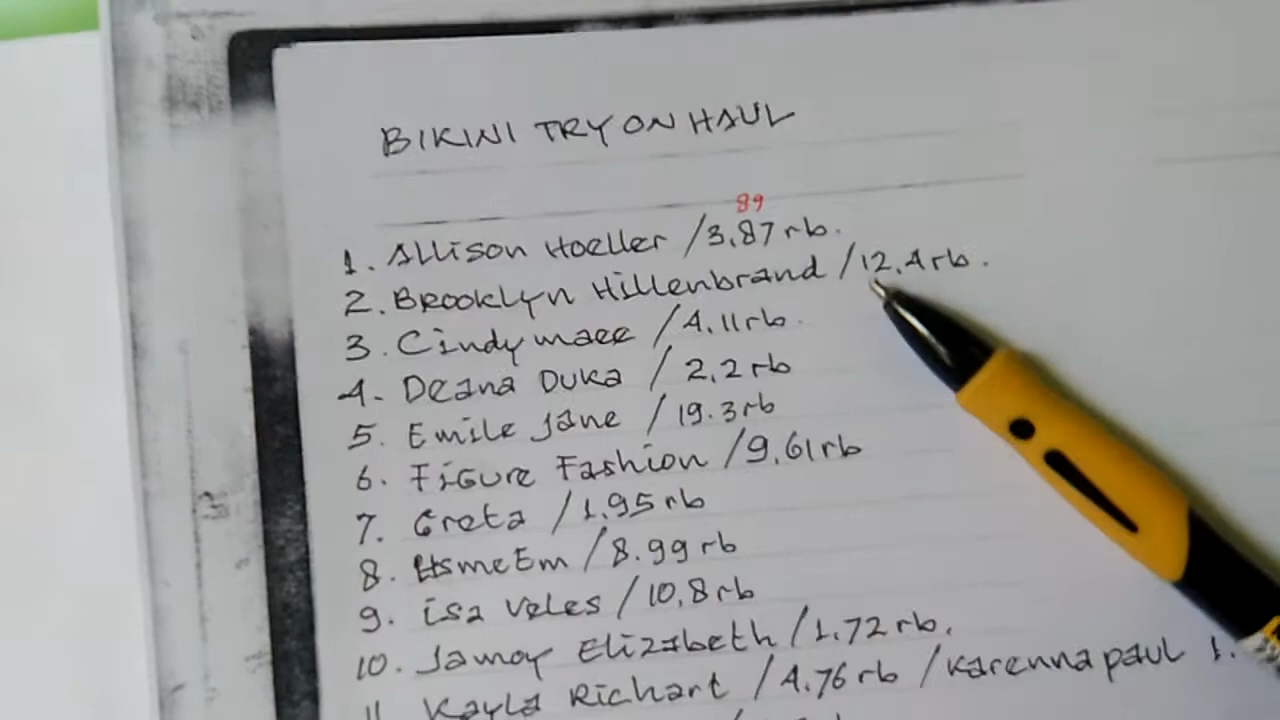 BIKINI TRY ON HAUL
89
1. Allison Hoeller /3,87 rb.
2. Brooklyn Hillenbrand /12,4 rb.
3. Cindy maee /4.11 rb.
4. Deana Duka / 2,2 rb
5. Emile Jane / 19.3 rb
6. Figure Fashion /9,61 rb
7. Greta /1.95 rb
8. HsmeEm /8.99 rb
9. isa Veles / 10,8 rb
10. Jamoy Elizabeth /1.72 rb.
11 Kayla Richart /4.76 rb /Karenna paul 1.